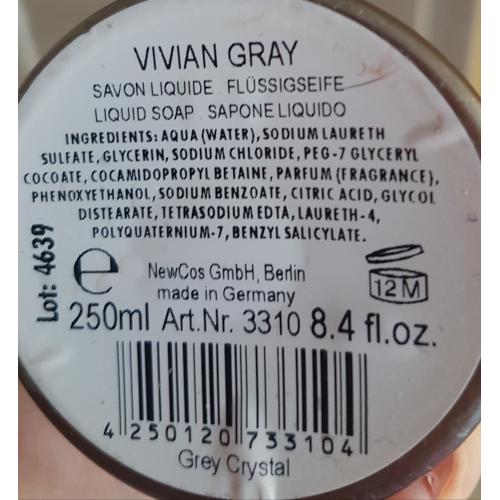 VIVIAN GRAY
SAVON LIQUIDE . FLÜSSIGSEIFE
LIQUID SOAP . SAPONE LIQUIDO
INGREDIENTS: AQUA (WATER), SODIUM LAURETH
SULFATE, GLYCERIN, SODIUM CHLORIDE, PEG-7 GLYCERYL
COCOATE, COCAMIDOPROPYL BETAINE, PARFUM (FRAGRANCE),
PHENOXYETHANOL, SODIUM BENZOATE, CITRIC ACID, GLYCOL
DISTEARATE, TETRASODIUM EDTA, LAURETH-4,
POLYQUATERNIUM-7, BENZYL SALICYLATE.
Lot: 4639
e
NewCos GmbH, Berlin
made in Germany
12 M
250ml Art.Nr. 3310 8.4 fl.oz.
4 250120 733104
Grey Crystal